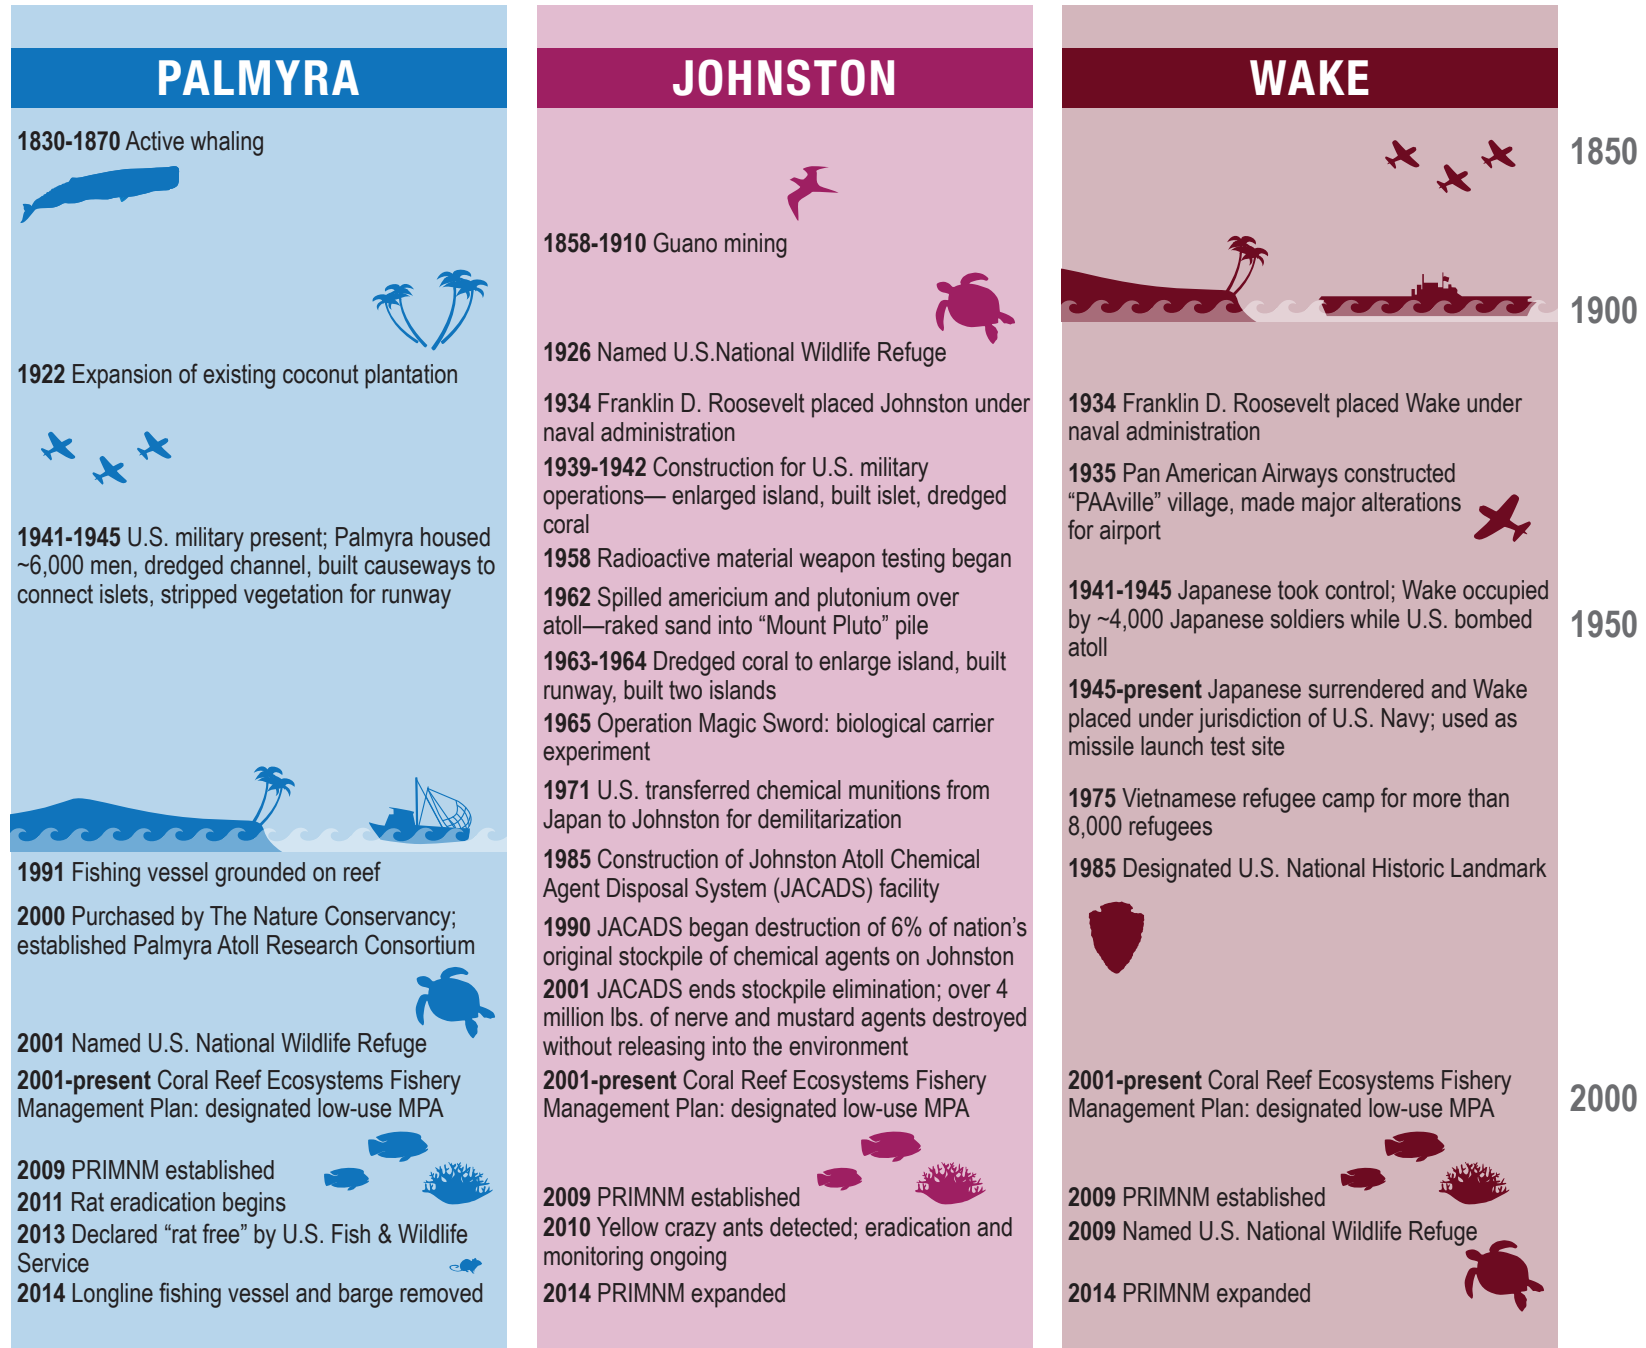 PALMYRA
1830-1870 Active whaling
1922 Expansion of existing coconut plantation
1941-1945 U.S. military present; Palmyra housed
~6,000 men, dredged channel, built causeways to
connect islets, stripped vegetation for runway
1991 Fishing vessel grounded on reef
2000 Purchased by The Nature Conservancy;
established Palmyra Atoll Research Consortium
2001 Named U.S. National Wildlife Refuge
2001-present Coral Reef Ecosystems Fishery
Management Plan: designated low-use MPA
2009 PRIMNM established
2011 Rat eradication begins
2013 Declared “rat free” by U.S. Fish & Wildlife
Service
2014 Longline fishing vessel and barge removed
JOHNSTON
1858-1910 Guano mining
1926 Named U.S.National Wildlife Refuge
1934 Franklin D. Roosevelt placed Johnston under
naval administration
1939-1942 Construction for U.S. military
operations— enlarged island, built islet, dredged
coral
1958 Radioactive material weapon testing began
1962 Spilled americium and plutonium over
atoll—raked sand into “Mount Pluto” pile
1963-1964 Dredged coral to enlarge island, built
runway, built two islands
1965 Operation Magic Sword: biological carrier
experiment
1971 U.S. transferred chemical munitions from
Japan to Johnston for demilitarization
1985 Construction of Johnston Atoll Chemical
Agent Disposal System (JACADS) facility
1990 JACADS began destruction of 6% of nation’s
original stockpile of chemical agents on Johnston
2001 JACADS ends stockpile elimination; over 4
million lbs. of nerve and mustard agents destroyed
without releasing into the environment
2001-present Coral Reef Ecosystems Fishery
Management Plan: designated low-use MPA
2009 PRIMNM established
2010 Yellow crazy ants detected; eradication and
monitoring ongoing
2014 PRIMNM expanded
WAKE
1934 Franklin D. Roosevelt placed Wake under
naval administration
1935 Pan American Airways constructed
“PAAville” village, made major alterations
for airport
1941-1945 Japanese took control; Wake occupied
by ~4,000 Japanese soldiers while U.S. bombed
atoll
1945-present Japanese surrendered and Wake
placed under jurisdiction of U.S. Navy; used as
missile launch test site
1975 Vietnamese refugee camp for more than
8,000 refugees
1985 Designated U.S. National Historic Landmark
2001-present Coral Reef Ecosystems Fishery
Management Plan: designated low-use MPA
2009 PRIMNM established
2009 Named U.S. National Wildlife Refuge
2014 PRIMNM expanded
1850
1900
1950
2000